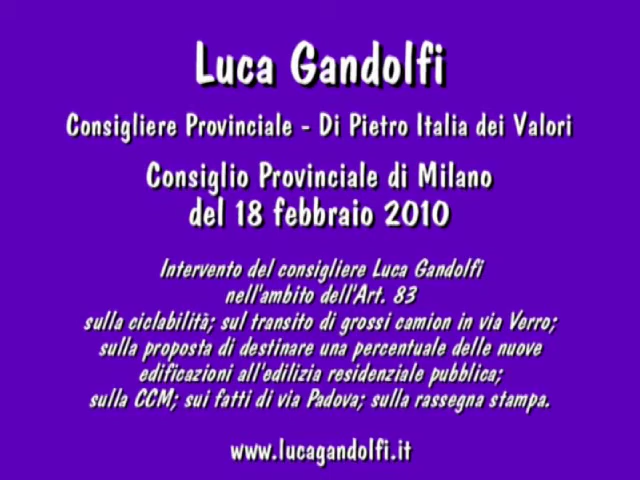 Luca Gandolfi
Consigliere Provinciale - Di Pietro Italia dei Valori
Consiglio Provinciale di Milano
del 18 febbraio 2010
Intervento del consigliere Luca Gandolfi
nell'ambito dell'Art. 83
sulla ciclabilità; sul transito di grossi camion in via Verro;
sulla proposta di destinare una percentuale delle nuove
edificazioni all'edilizia residenziale pubblica;
sulla CCM; sui fatti di via Padova; sulla rassegna stampa.
www.lucagandolfi.it